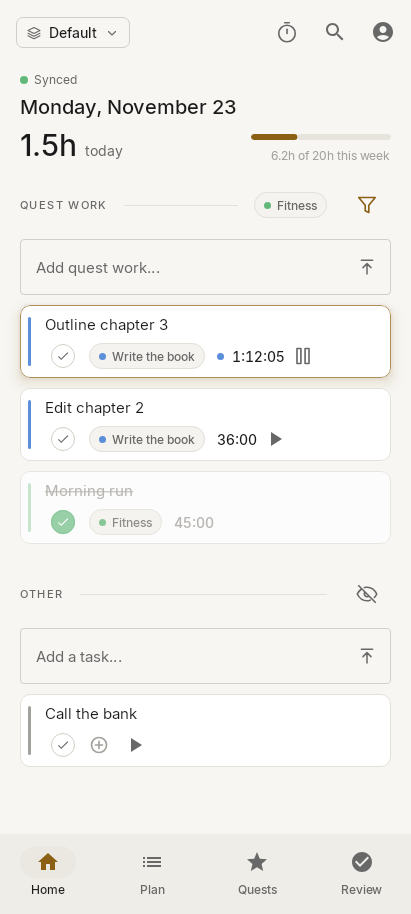 Default
Synced
Monday, November 23
1.5h today
6.2h of 20h this week
QUEST WORK
Fitness
Add quest work...
Outline chapter 3
Write the book
1:12:05
Edit chapter 2
Write the book
36:00
Morning run
Fitness
45:00
OTHER
Add a task...
Call the bank
Home
Plan
Quests
Review